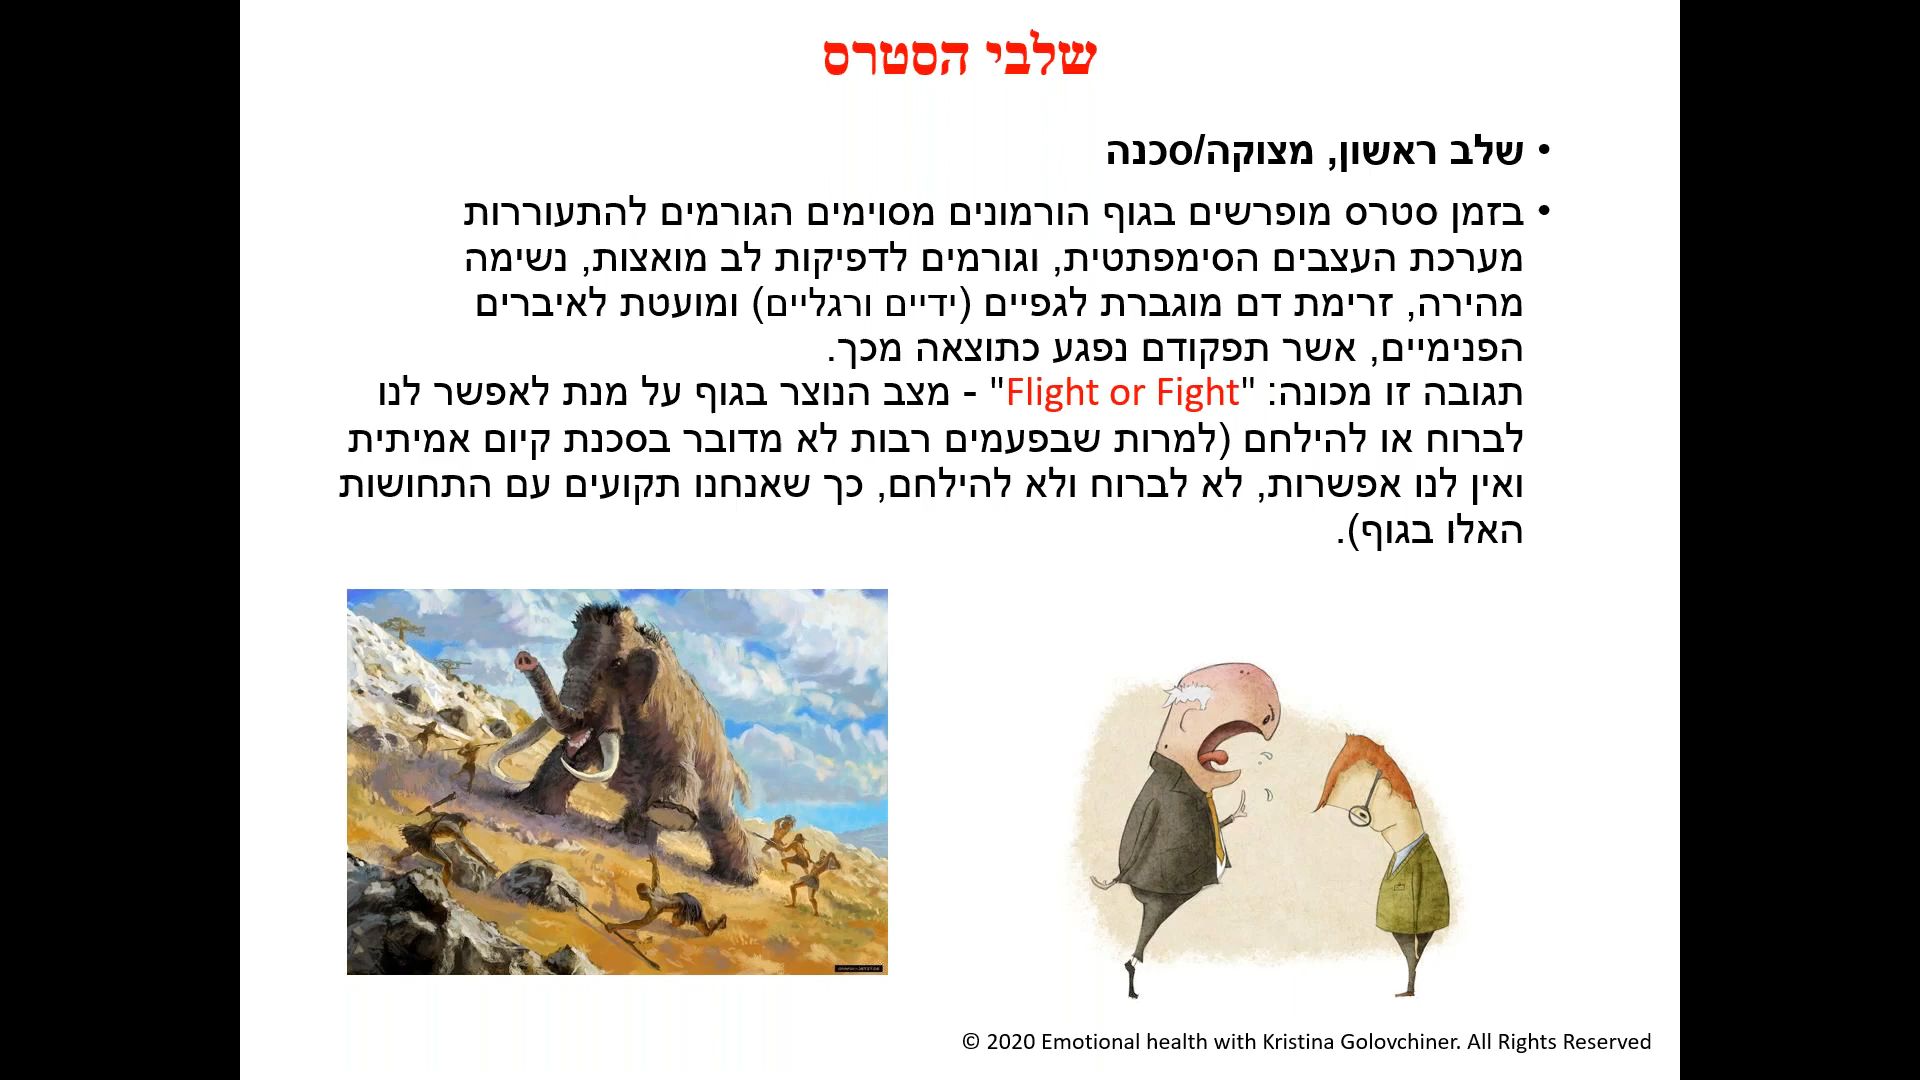 שלבי הסטרס
• שלב ראשון, מצוקה/סכנה
• בזמן סטרס מופרשים בגוף הורמונים מסוימים הגורמים להתעוררות
מערכת העצבים הסימפתטית, וגורמים לדפיקות לב מואצות, נשימה
מהירה, זרימת דם מוגברת לגפיים (ידיים ורגליים) ומועטת לאיברים
הפנימיים, אשר תפקודם נפגע כתוצאה מכך.
תגובה זו מכונה: "Flight or Fight" - מצב הנוצר בגוף על מנת לאפשר לנו
לברוח או להילחם (למרות שבפעמים רבות לא מדובר בסכנת קיום אמיתית
ואין לנו אפשרות, לא לברוח ולא להילחם, כך שאנחנו תקועים עם התחושות
האלו בגוף).
© 2020 Emotional health with Kristina Golovchiner. All Rights Reserved